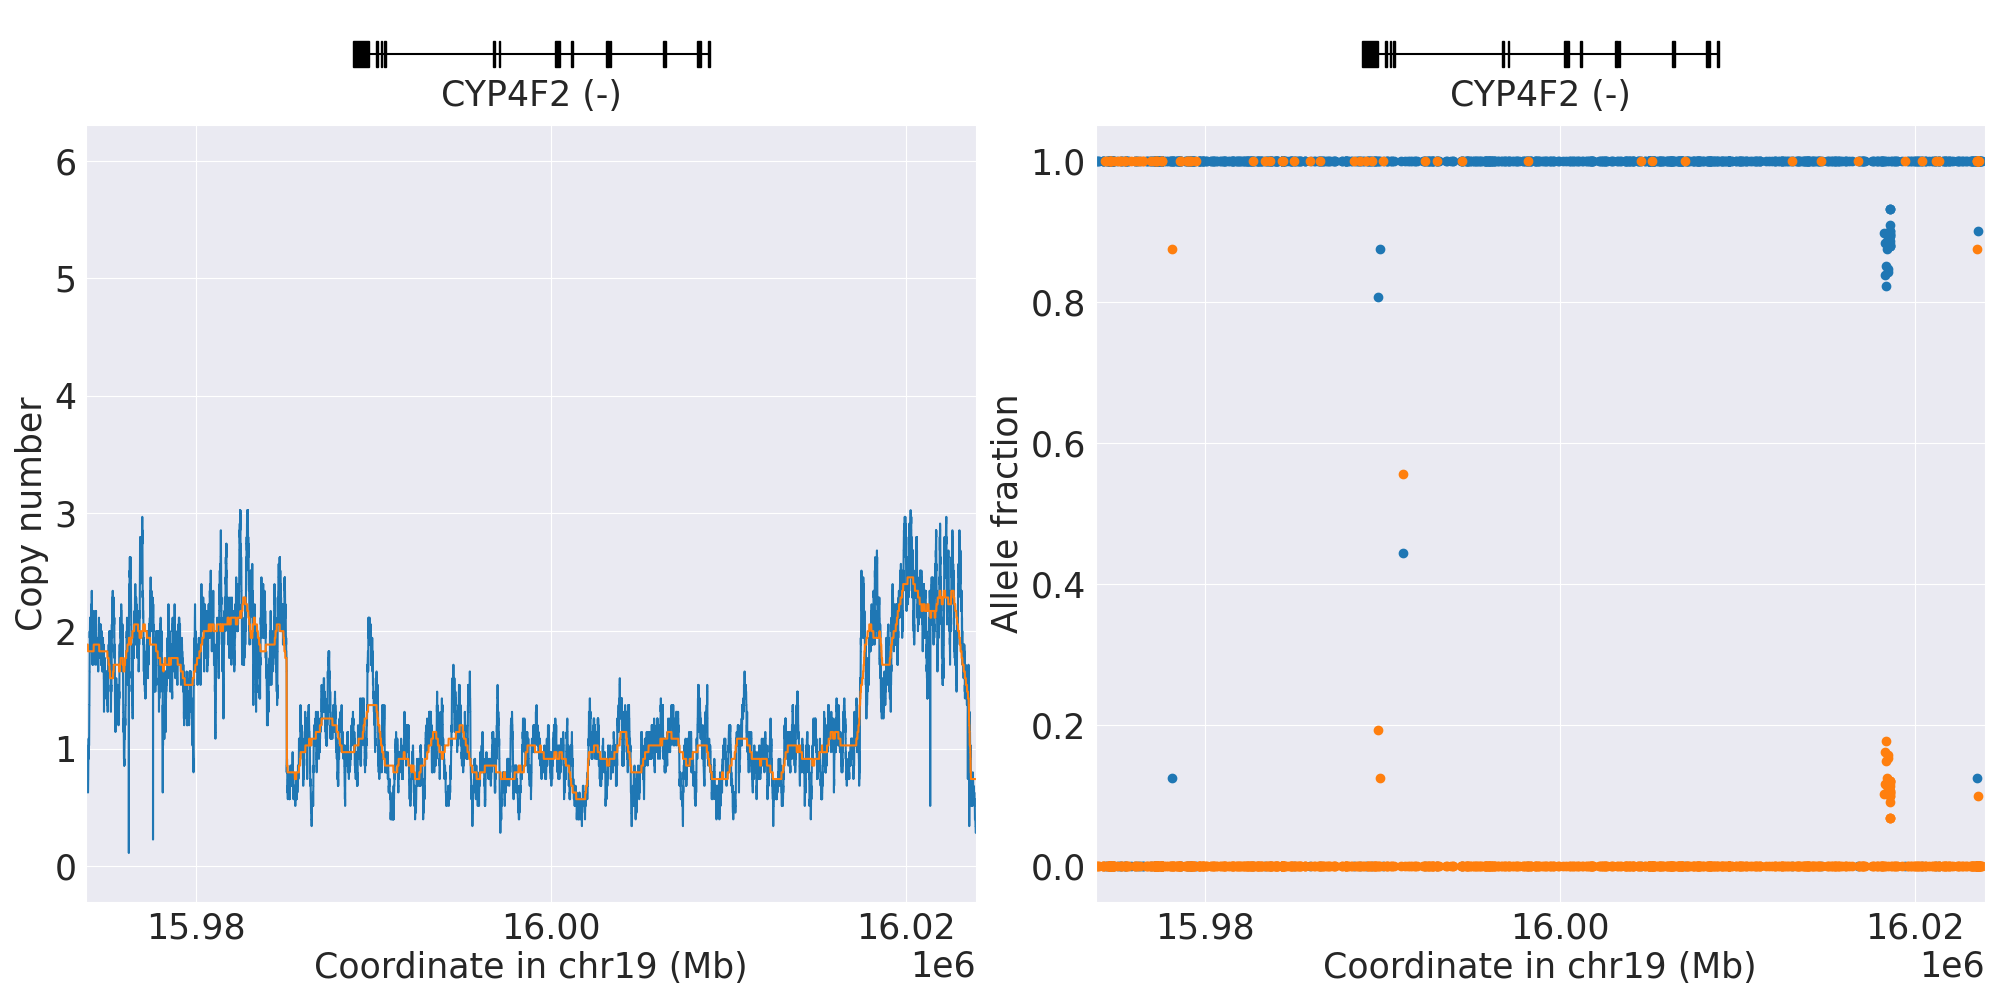 CYP4F2 (-)
Copy number
6
5
4
3
2
1
0
15.98
16.00
16.02
Coordinate in chr19 (Mb)
1e6
CYP4F2 (-)
Allele fraction
1.0
0.8
0.6
0.4
0.2
0.0
15.98
16.00
16.02
Coordinate in chr19 (Mb)
1e6